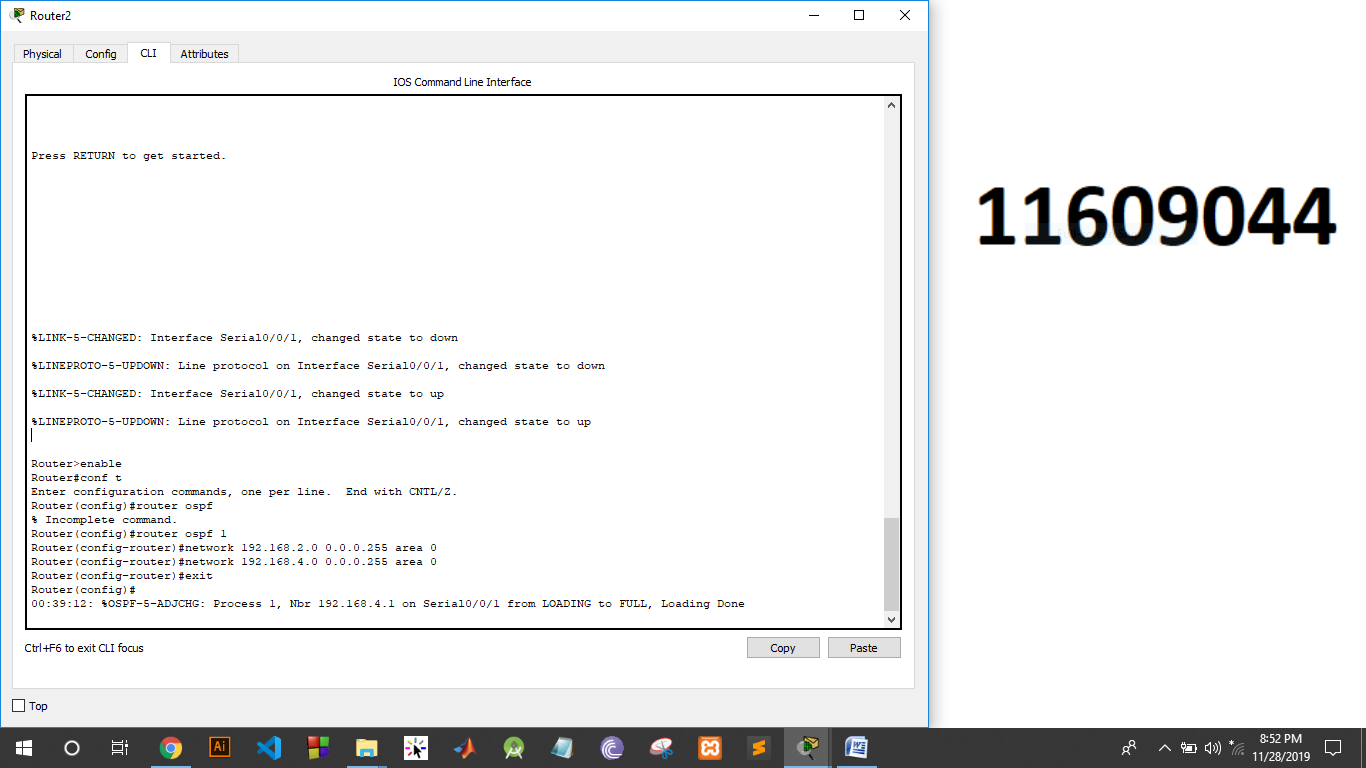 Router2
Physical Config CLI Attributes
IOS Command Line Interface
Press RETURN to get started.
%LINK-5-CHANGED: Interface Serial0/0/1, changed state to down
%LINEPROTO-5-UPDOWN: Line protocol on Interface Serial0/0/1, changed state to down
%LINK-5-CHANGED: Interface Serial0/0/1, changed state to up
%LINEPROTO-5-UPDOWN: Line protocol on Interface Serial0/0/1, changed state to up
Router>enable
Router#conf t
Enter configuration commands, one per line.  End with CNTL/Z.
Router(config)#router ospf
% Incomplete command.
Router(config)#router ospf 1
Router(config-router)#network 192.168.2.0 0.0.0.255 area 0
Router(config-router)#network 192.168.4.0 0.0.0.255 area 0
Router(config-router)#exit
Router(config)#
00:39:12: %OSPF-5-ADJCHG: Process 1, Nbr 192.168.4.1 on Serial0/0/1 from LOADING to FULL, Loading Done
Ctrl+F6 to exit CLI focus
Copy Paste
Top
11609044
Ai
8:52 PM
11/28/2019